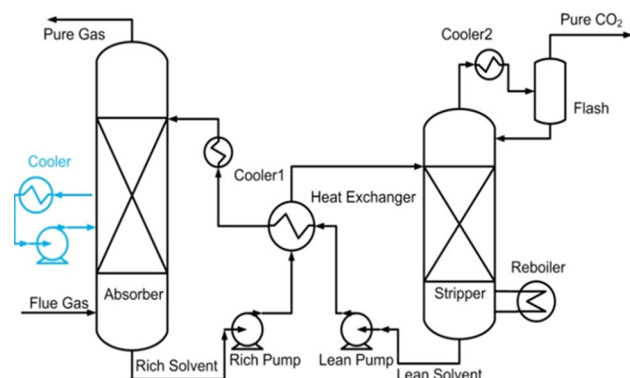 Pure Gas
Pure CO₂
Cooler2
Flash
Cooler
Cooler1
Heat Exchanger
Reboiler
Absorber
Stripper
Flue Gas
Rich Solvent
Rich Pump
Lean Pump
Lean Solvent